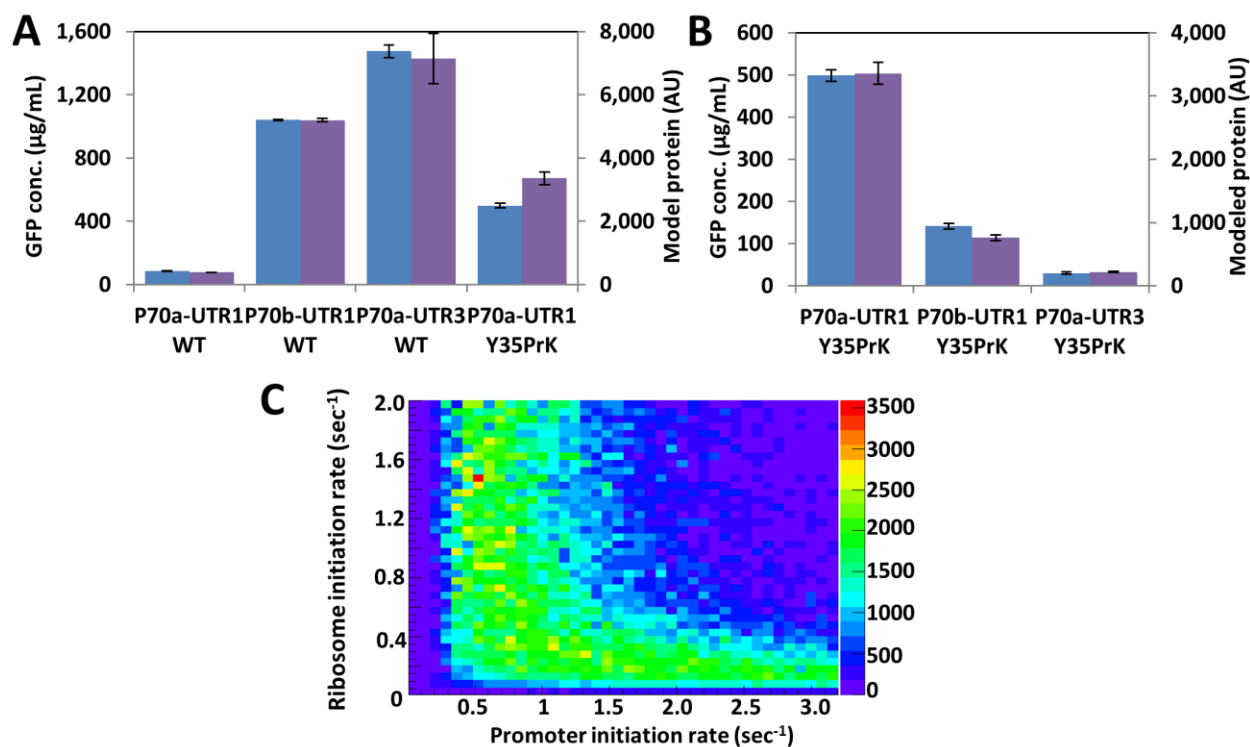 A
GFP conc. (µg/mL)
1,600
1,200
800
400
0
8,000
6,000
4,000
2,000
0
Model protein (AU)
P70a-UTR1 P70b-UTR1 P70a-UTR3 P70a-UTR1
WT WT WT Y35PrK
B
GFP conc. (µg/mL)
600
500
400
300
200
100
0
4,000
3,000
2,000
1,000
0
Modeled protein (AU)
P70a-UTR1 P70b-UTR1 P70a-UTR3
Y35PrK Y35PrK Y35PrK
C
Ribosome initiation rate (sec⁻¹)
2.0
1.6
1.2
0.8
0.4
0
0.5 1 1.5 2.0 2.5 3.0
Promoter initiation rate (sec⁻¹)
3500
3000
2500
2000
1500
1000
500
0